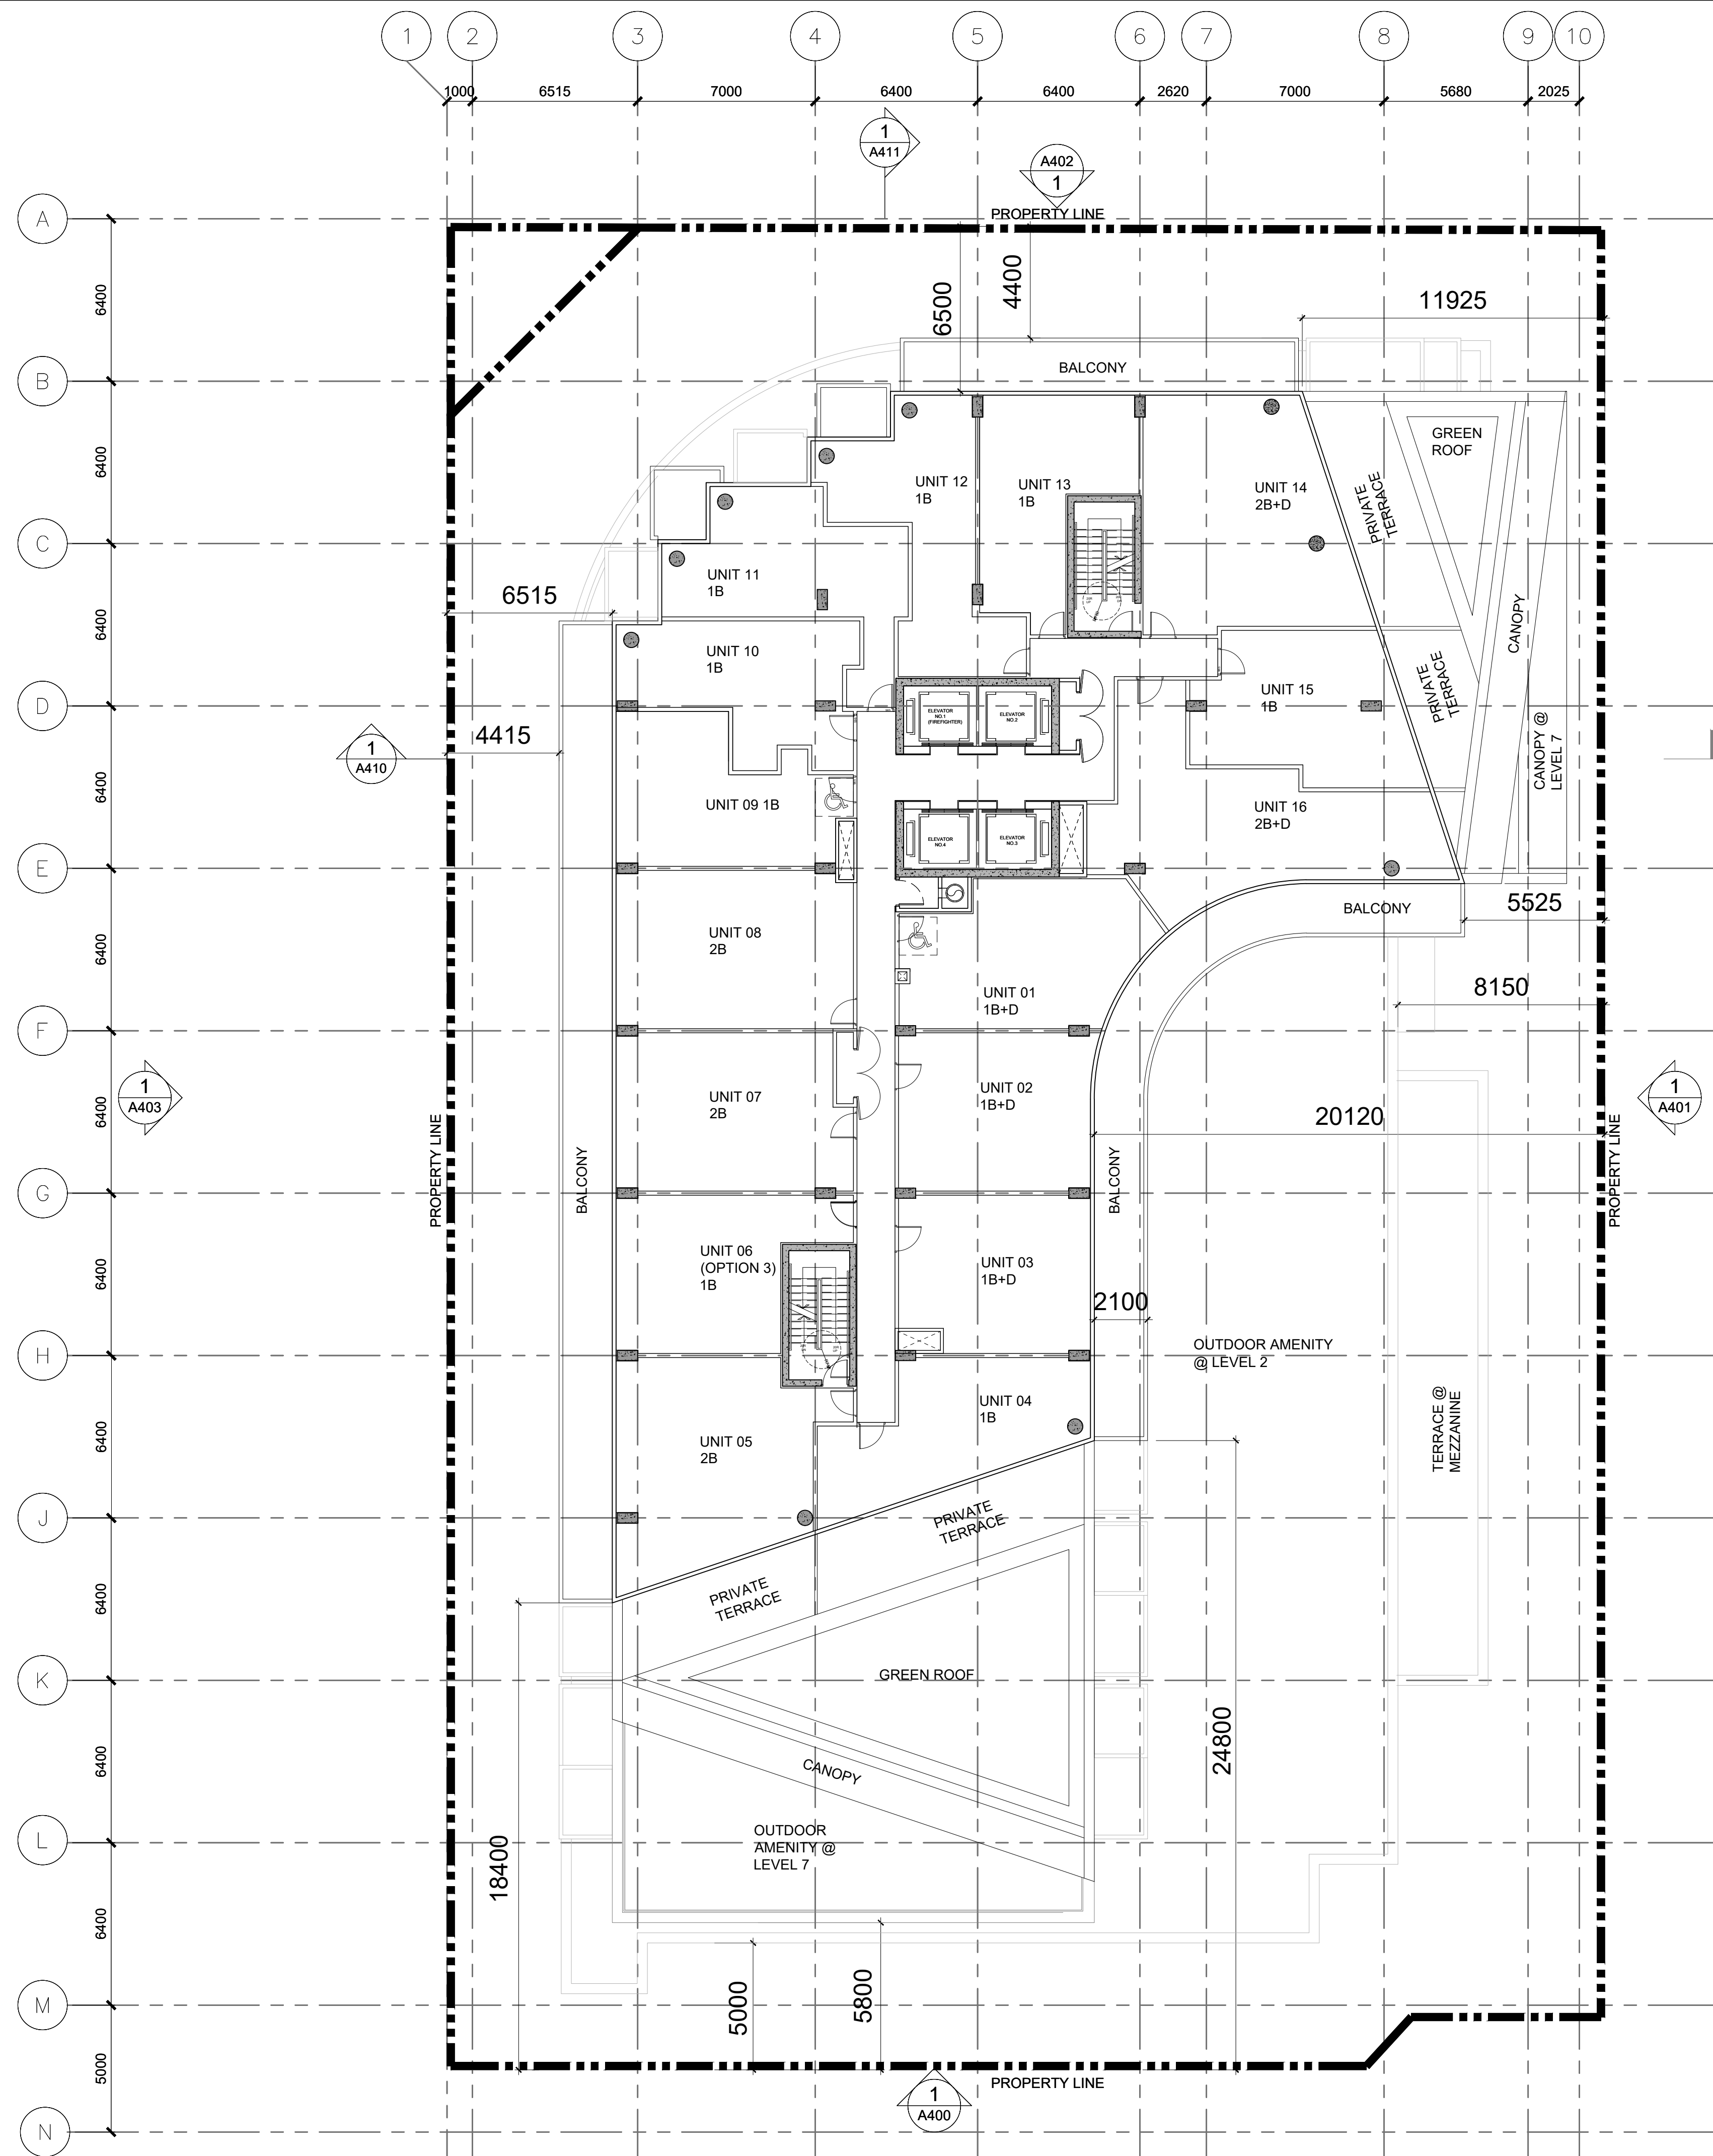 1 2 3 4 5 6 7 8 9 10
1000 6515 7000 6400 6400 2620 7000 5680 2025
1
A411
A402
1
A
PROPERTY LINE
6400
6500
4400
11925
B
BALCONY
6400
GREEN
ROOF
UNIT 12
1B
UNIT 13
1B
UNIT 14
2B+D
PRIVATE
TERRACE
C
UNIT 11
1B
6515
6400
CANOPY
UNIT 10
1B
PRIVATE
TERRACE
UNIT 15
1B
D
ELEVATOR
NO.1
(FIREFIGHTER)
ELEVATOR
NO.2
4415
1
A410
CANOPY @
LEVEL 7
6400
UNIT 09 1B
UNIT 16
2B+D
ELEVATOR
NO.4
ELEVATOR
NO.3
E
BALCONY
5525
6400
UNIT 08
2B
UNIT 01
1B+D
8150
F
1
A403
UNIT 07
2B
UNIT 02
1B+D
1
A401
6400
20120
PROPERTY LINE
BALCONY
BALCONY
PROPERTY LINE
G
6400
UNIT 06
(OPTION 3)
1B
UNIT 03
1B+D
2100
H
OUTDOOR AMENITY
@ LEVEL 2
UNIT 04
1B
TERRACE @
MEZZANINE
6400
UNIT 05
2B
J
PRIVATE
TERRACE
6400
PRIVATE
TERRACE
K
GREEN ROOF
6400
24800
CANOPY
L
OUTDOOR
AMENITY @
LEVEL 7
18400
6400
5000
5800
M
5000
PROPERTY LINE
1
A400
N